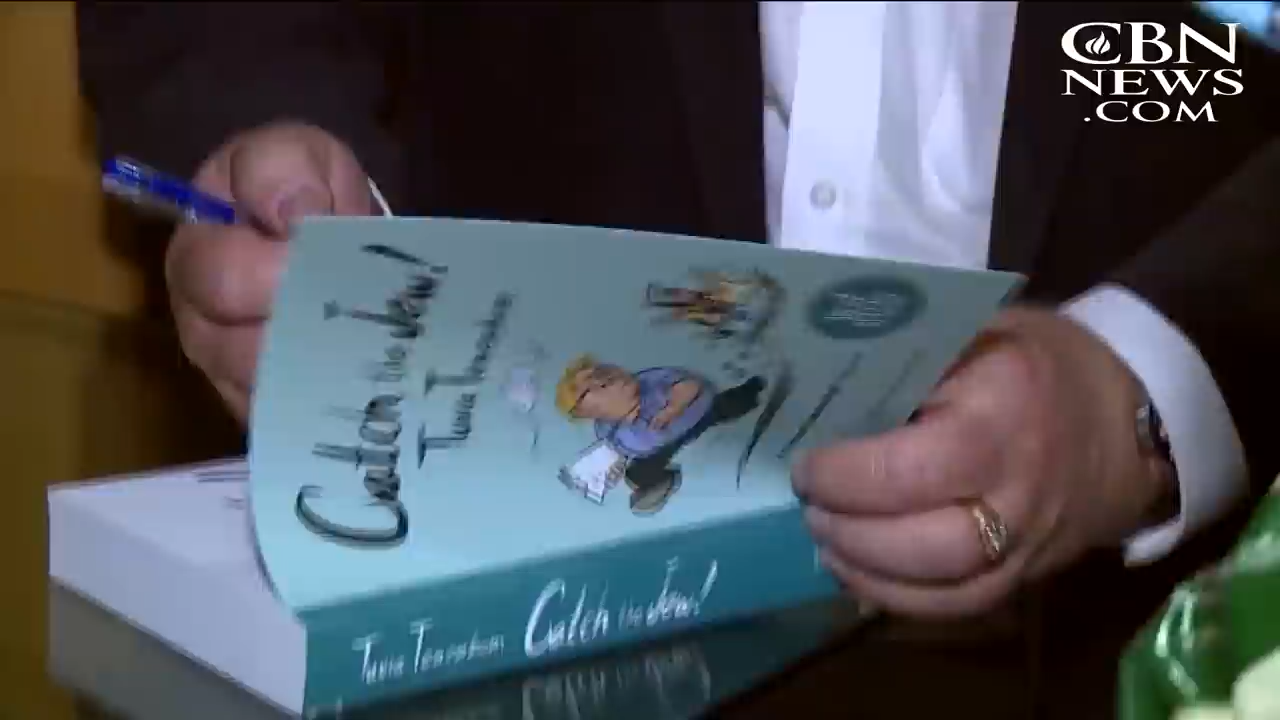 CBN
NEWS
.COM
Catch the Jew!
Tuvia Tenenbom
Tuvia Tenenbom Catch the Jew!